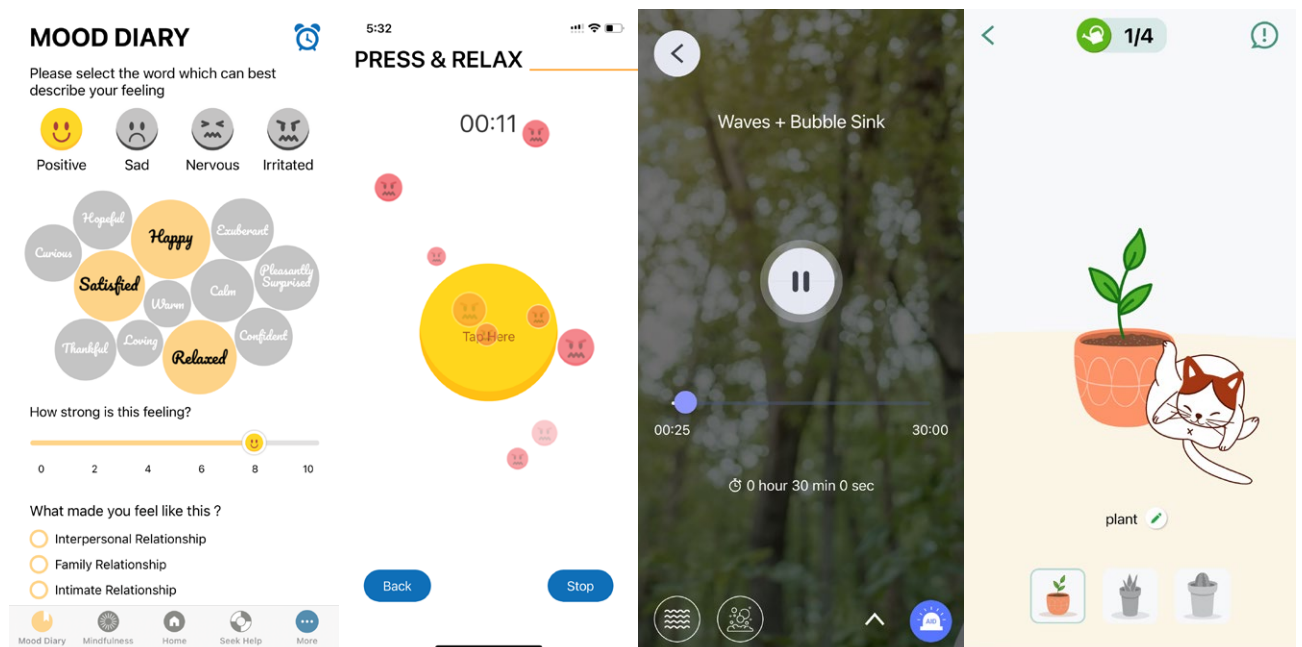 MOOD DIARY
Please select the word which can best
describe your feeling
Positive
Sad
Nervous
Irritated
Hopeful
Happy
Exuberant
Curious
Satisfied
Warm
Calm
Pleasantly
Surprised
Thankful
Loving
Relaxed
Confident
How strong is this feeling?
0 2 4 6 8 10
What made you feel like this ?
Interpersonal Relationship
Family Relationship
Intimate Relationship
Mood Diary
Mindfulness
Home
Seek Help
More
5:32
PRESS & RELAX
00:11
Tap Here
Back
Stop
Waves + Bubble Sink
00:25
30:00
0 hour 30 min 0 sec
AID
1/4
plant